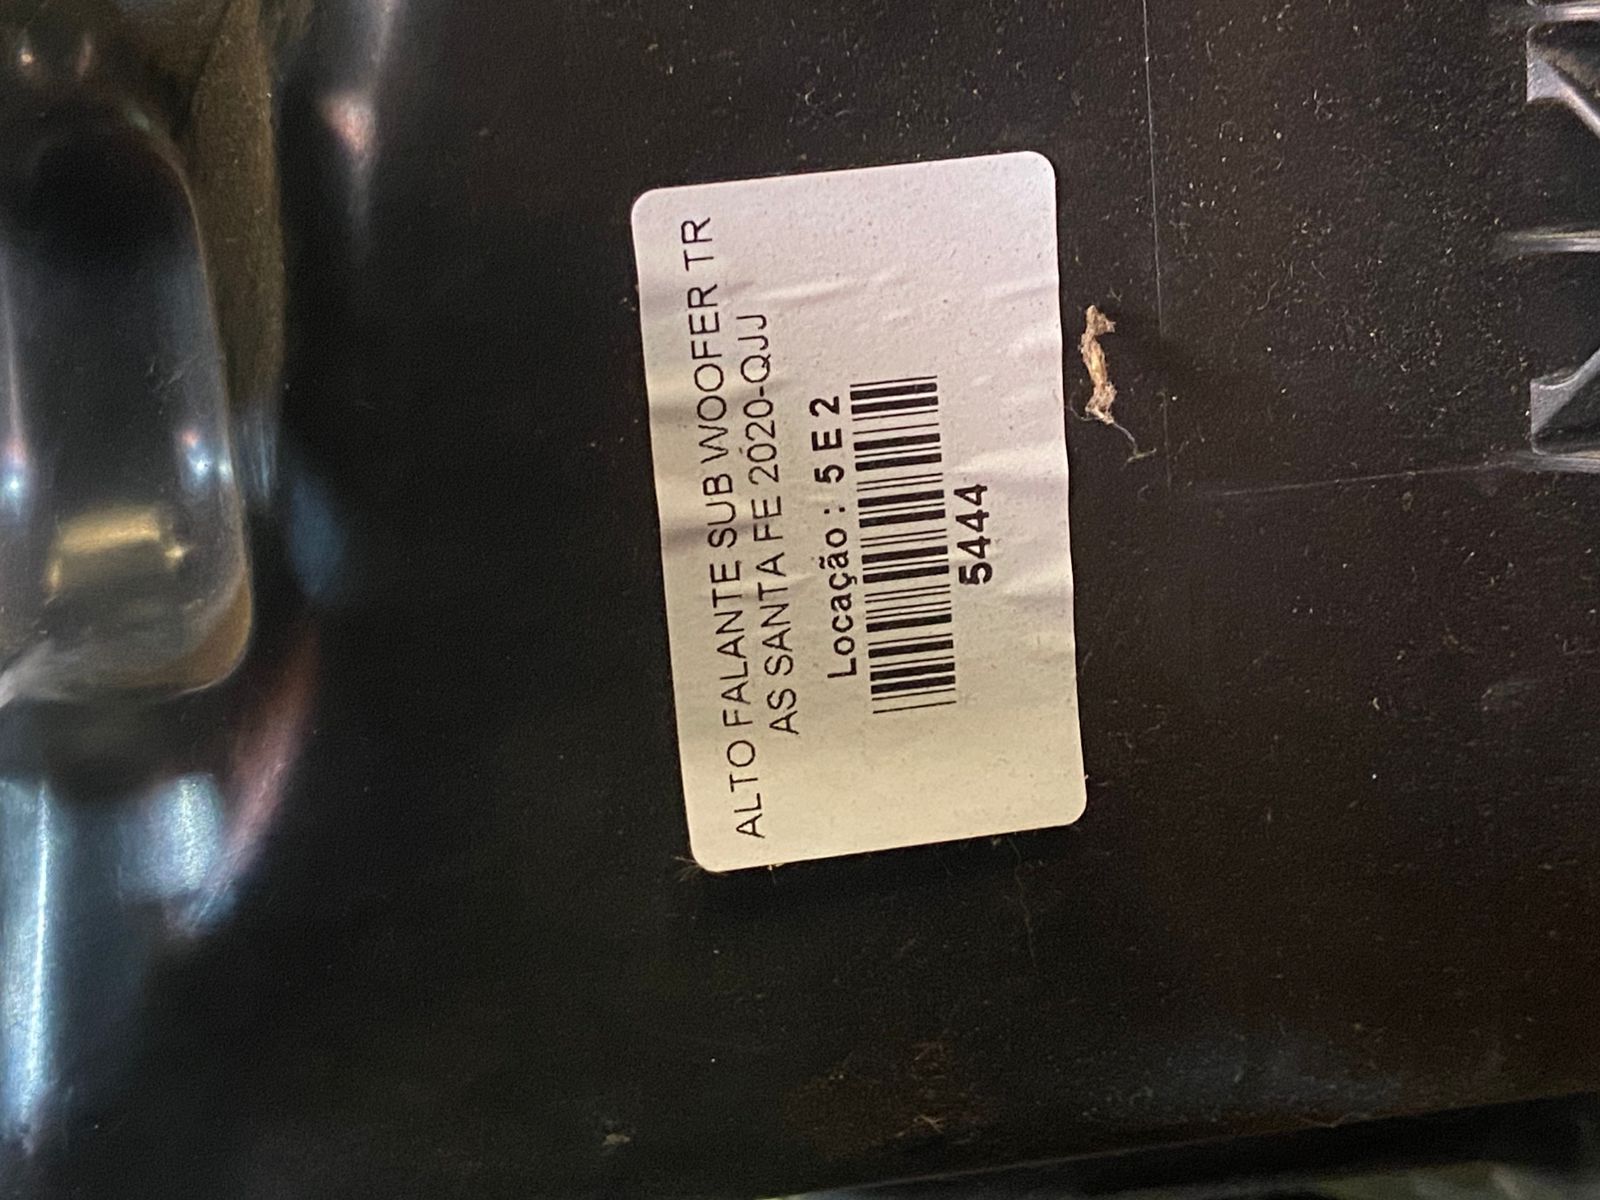 ALTO FALANTE SUB WOOFER TR
AS SANTA FE 2020-QJJ
Locação: 5 E 2
5444